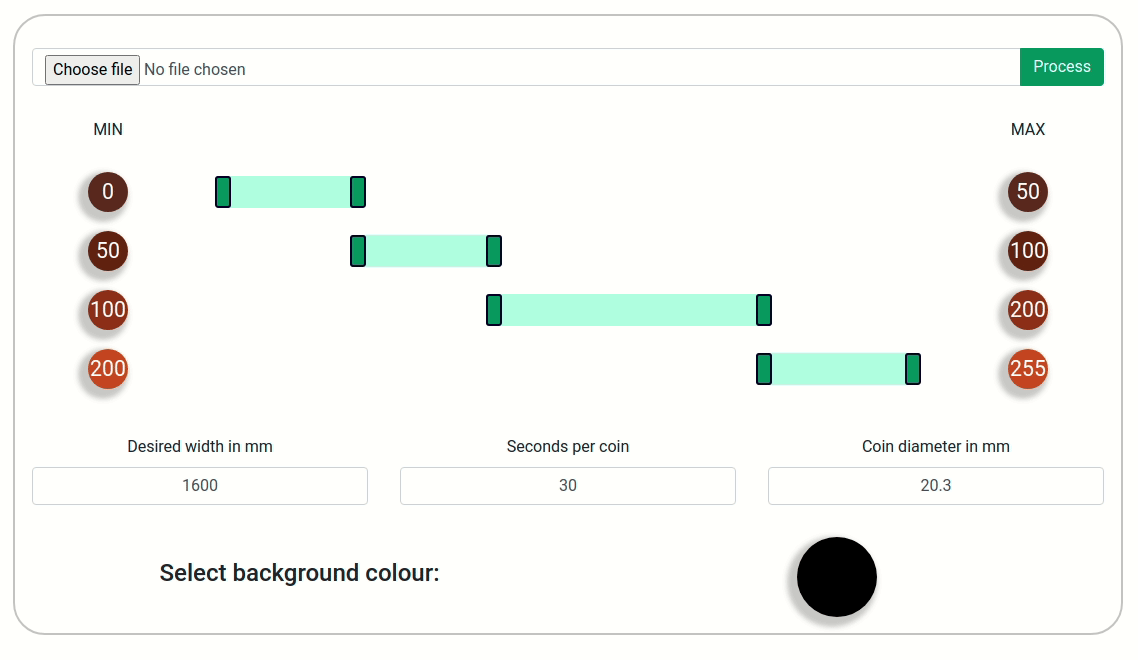 Choose file No file chosen Process
MIN MAX
0 50
50 100
100 200
200 255
Desired width in mm Seconds per coin Coin diameter in mm
1600 30 20.3
Select background colour: